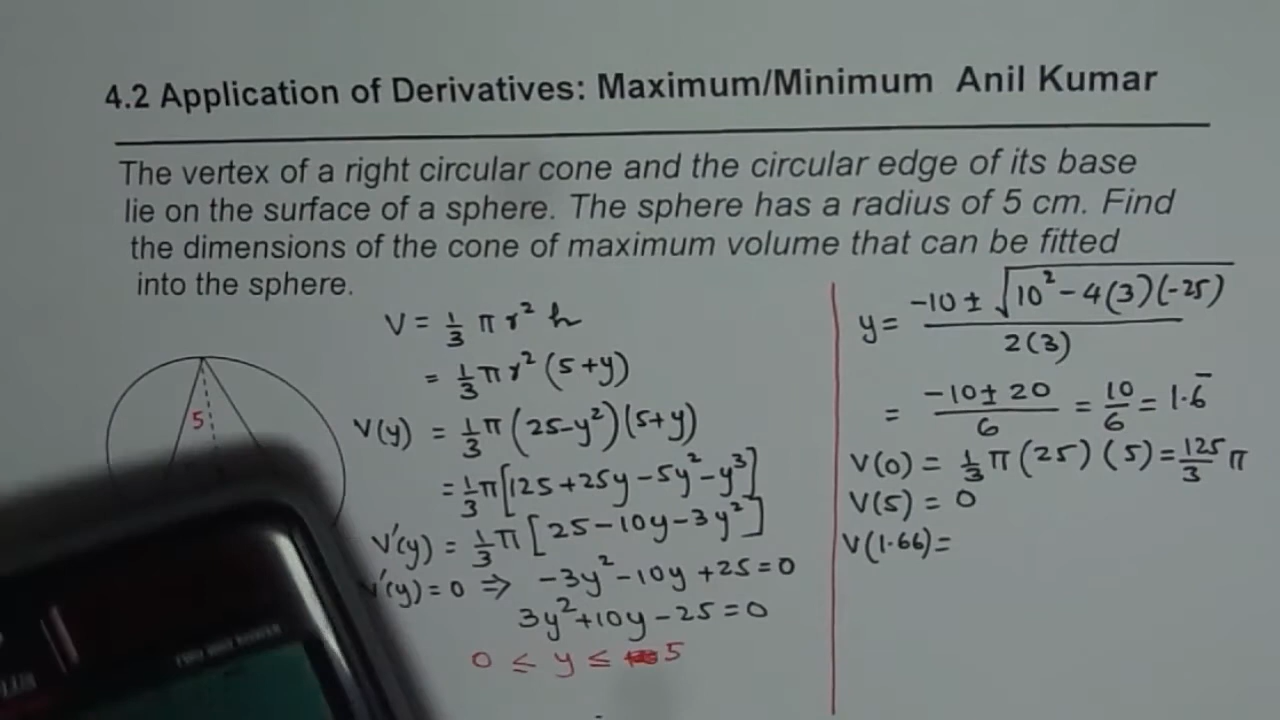 4.2 Application of Derivatives: Maximum/Minimum Anil Kumar
The vertex of a right circular cone and the circular edge of its base
lie on the surface of a sphere. The sphere has a radius of 5 cm. Find
the dimensions of the cone of maximum volume that can be fitted
into the sphere.
5
V = 1/3 π r² h
= 1/3 π r² (5+y)
V(y) = 1/3 π (25-y²)(5+y)
= 1/3 π [125+25y-5y²-y³]
V'(y) = 1/3 π [25-10y-3y²]
V'(y)=0 ⇒ -3y²-10y+25=0
3y²+10y-25=0
0 ≤ y ≤ 5
y = (-10 ± √(10²-4(3)(-25))) / 2(3)
= (-10 ± 20)/6 = 10/6 = 1.6̄
V(0) = 1/3 π (25)(5) = 125/3 π
V(5) = 0
V(1.66) =